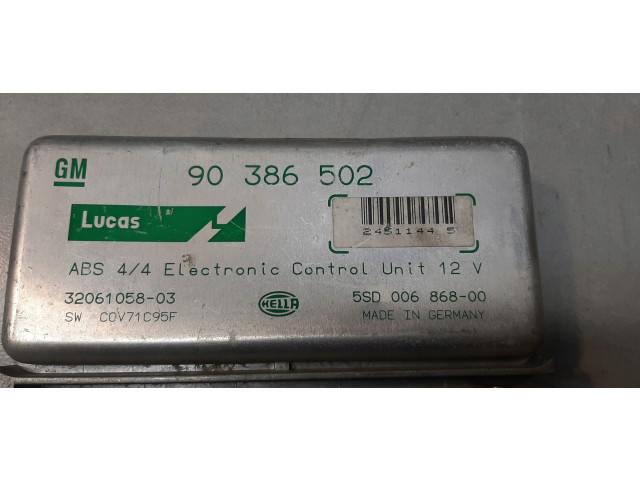 GM
90 386 502
Lucas
2451144 5
ABS 4/4 Electronic Control Unit 12 V
32061058-03
HELLA
5SD 006 868-00
SW COV71C95F
MADE IN GERMANY